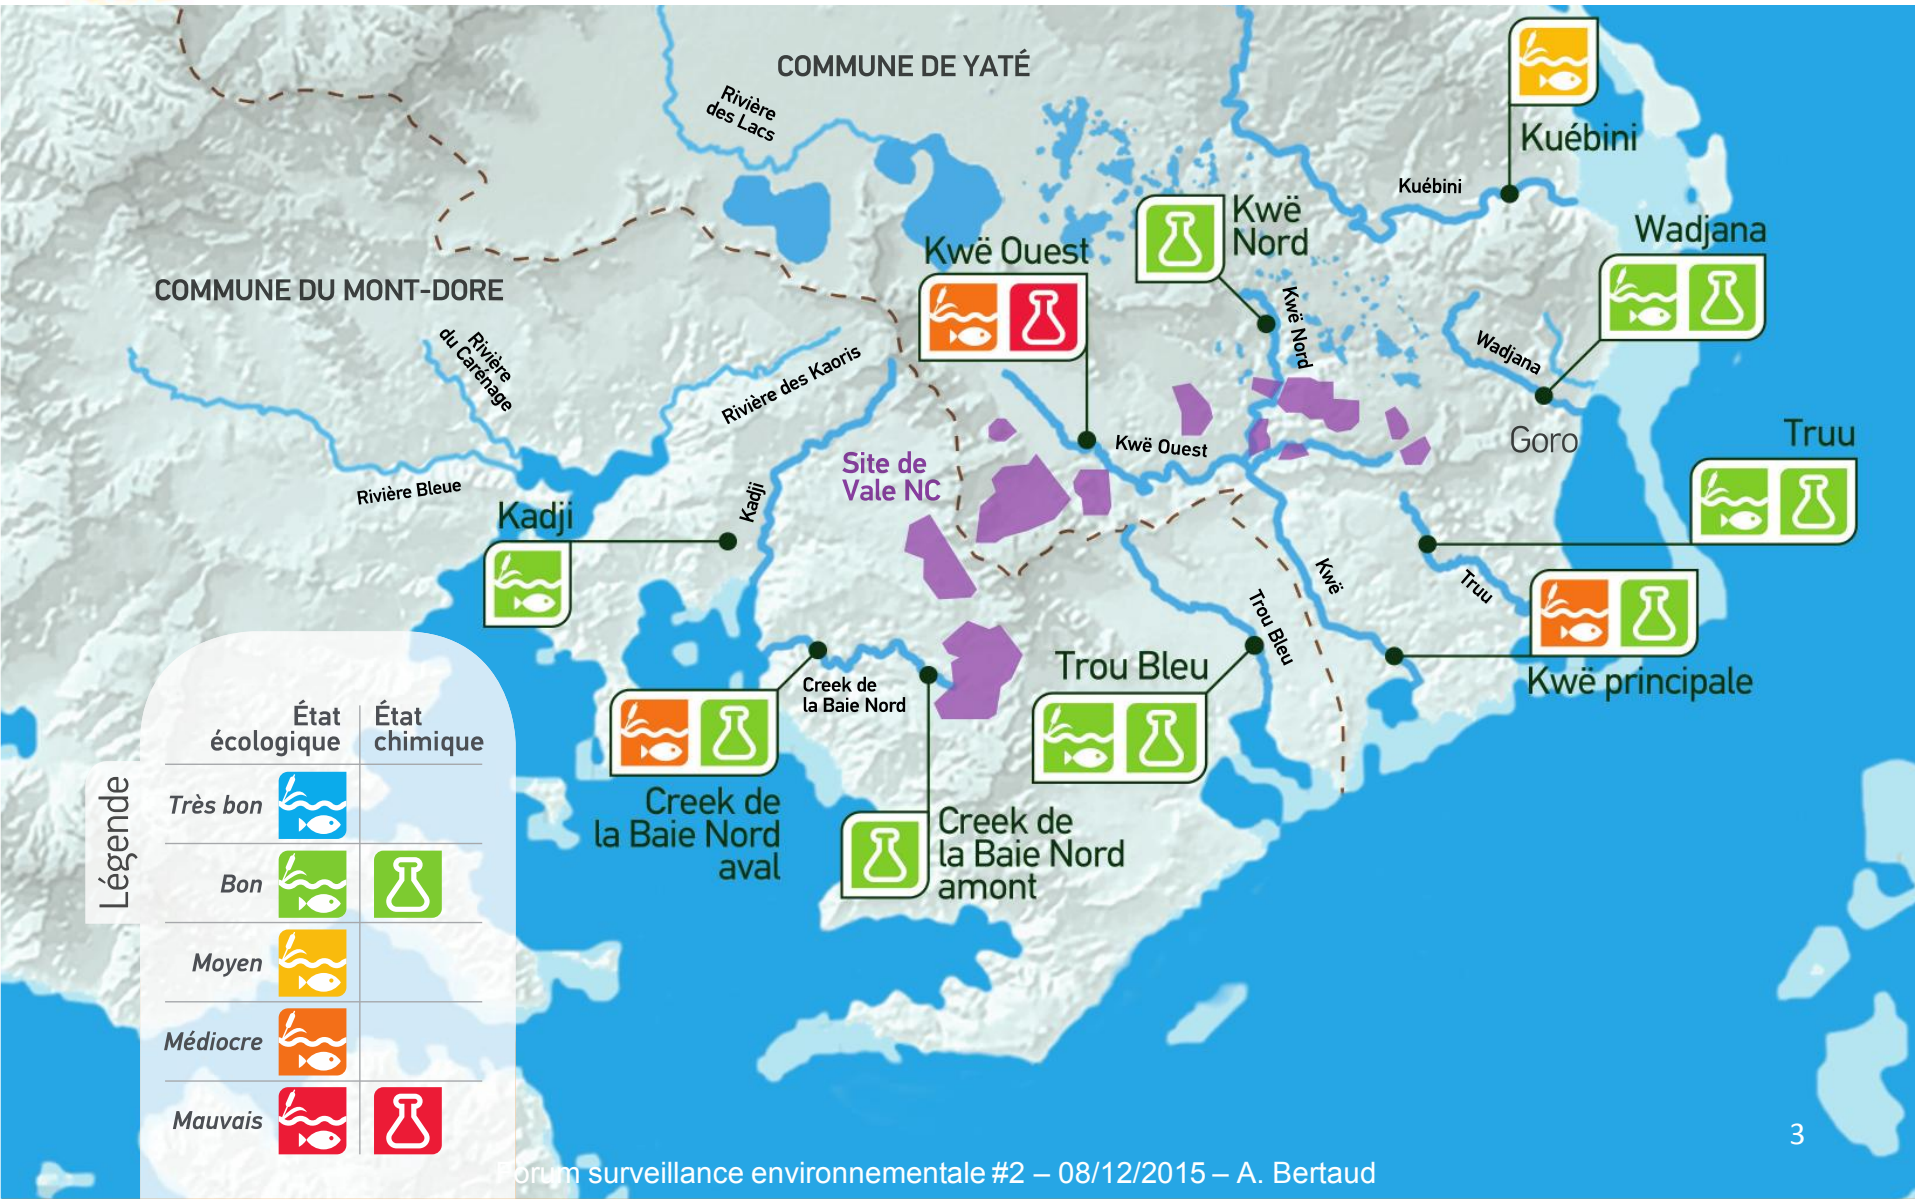 COMMUNE DE YATÉ
Rivière
des Lacs
Kuébini
Kuébini
Kwë
Nord
Wadjana
Kwë Ouest
COMMUNE DU MONT-DORE
Kwë Nord
Rivière
du Carénage
Rivière des Kaoris
Wadjana
Goro
Truu
Kwë Ouest
Site de
Vale NC
Rivière Bleue
Kadji
Kadji
Kwë
Truu
Trou Bleu
Trou Bleu
Kwë principale
Creek de
la Baie Nord
Creek de
la Baie Nord
aval
Creek de
la Baie Nord
amont
Légende
État
écologique
État
chimique
Très bon
Bon
Moyen
Médiocre
Mauvais
3
Forum surveillance environnementale #2 – 08/12/2015 – A. Bertaud